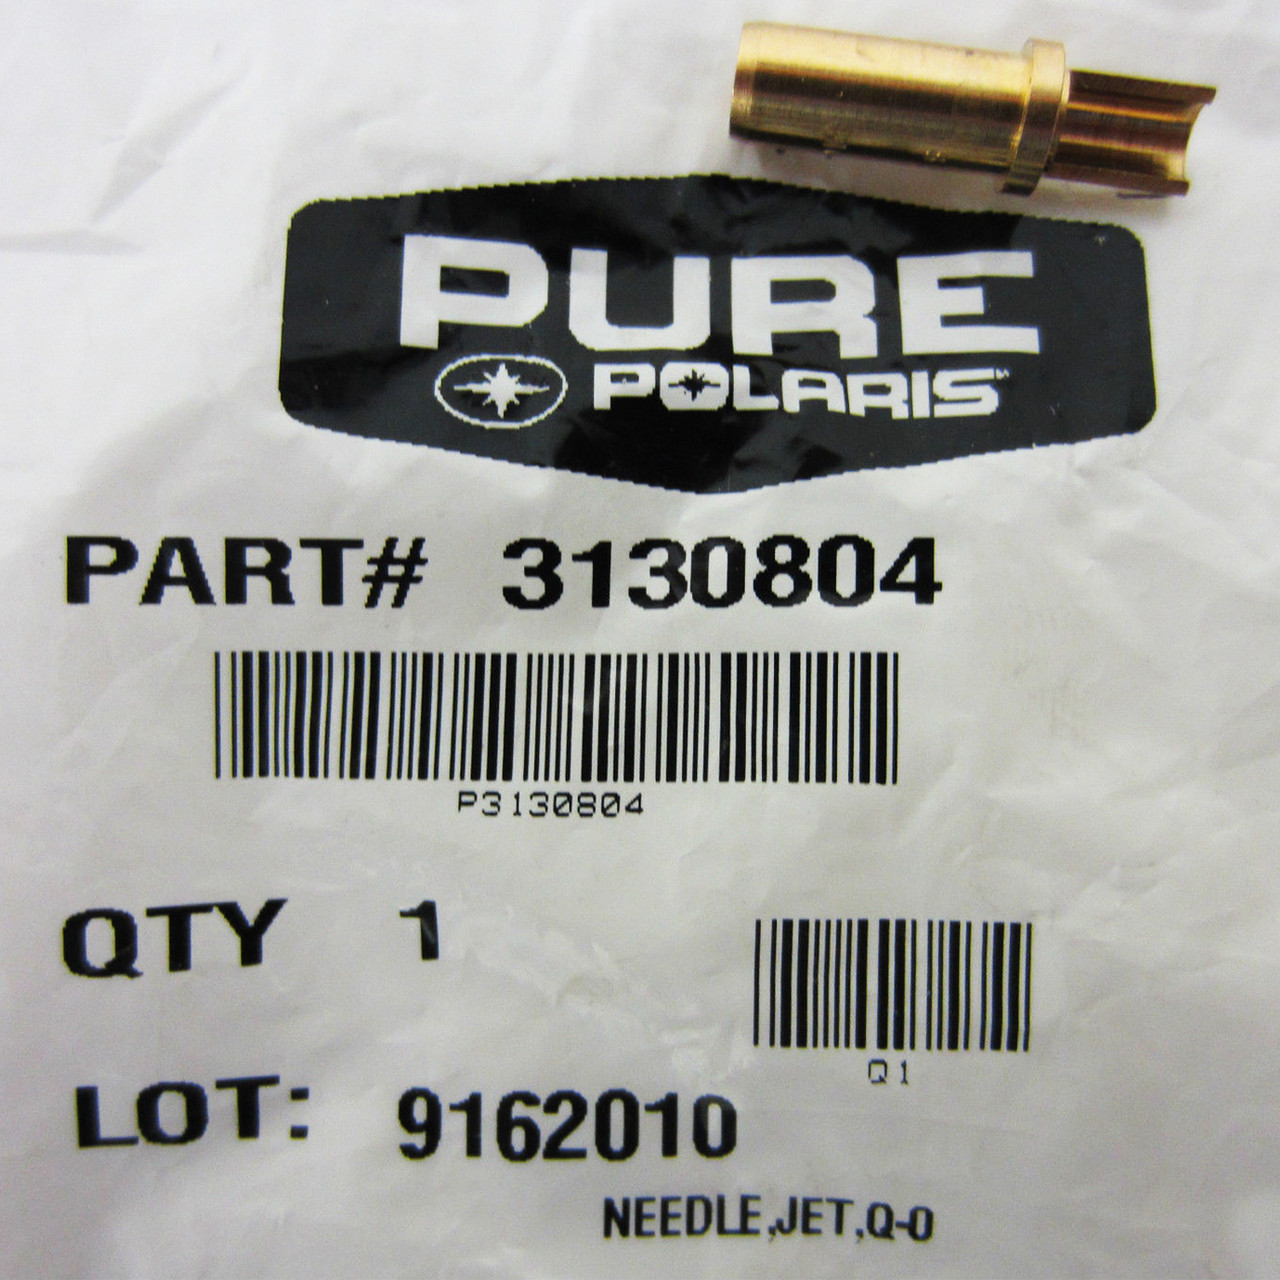 PURE
POLARIS
PART# 3130804
P3130804
QTY 1
Q1
LOT: 9162010
NEEDLE,JET,Q-0